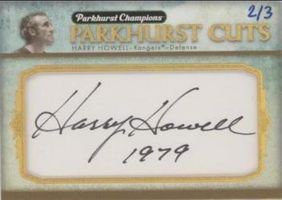 Parkhurst Champions
2/3
PARKHURST CUTS
HARRY HOWELL-Rangers®-Defense
Harry Howell
1979